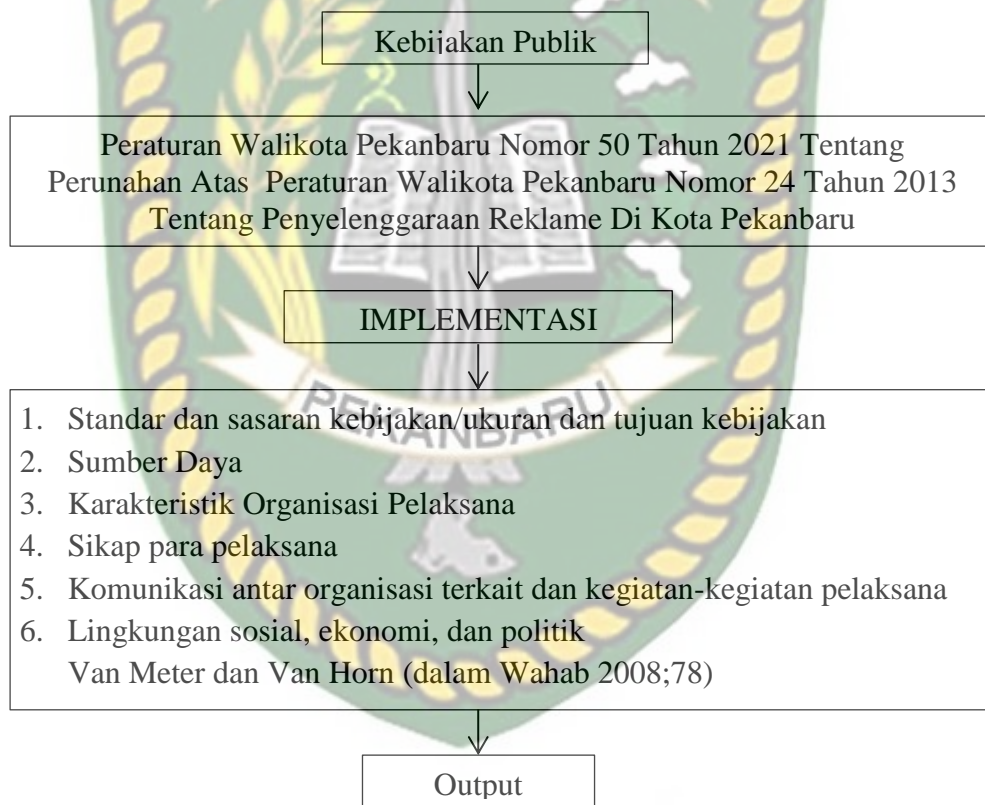 Kebijakan Publik
Peraturan Walikota Pekanbaru Nomor 50 Tahun 2021 Tentang
Perunahan Atas Peraturan Walikota Pekanbaru Nomor 24 Tahun 2013
Tentang Penyelenggaraan Reklame Di Kota Pekanbaru
IMPLEMENTASI
PEKANBARU
1. Standar dan sasaran kebijakan/ukuran dan tujuan kebijakan
2. Sumber Daya
3. Karakteristik Organisasi Pelaksana
4. Sikap para pelaksana
5. Komunikasi antar organisasi terkait dan kegiatan-kegiatan pelaksana
6. Lingkungan sosial, ekonomi, dan politik
Van Meter dan Van Horn (dalam Wahab 2008;78)
Output